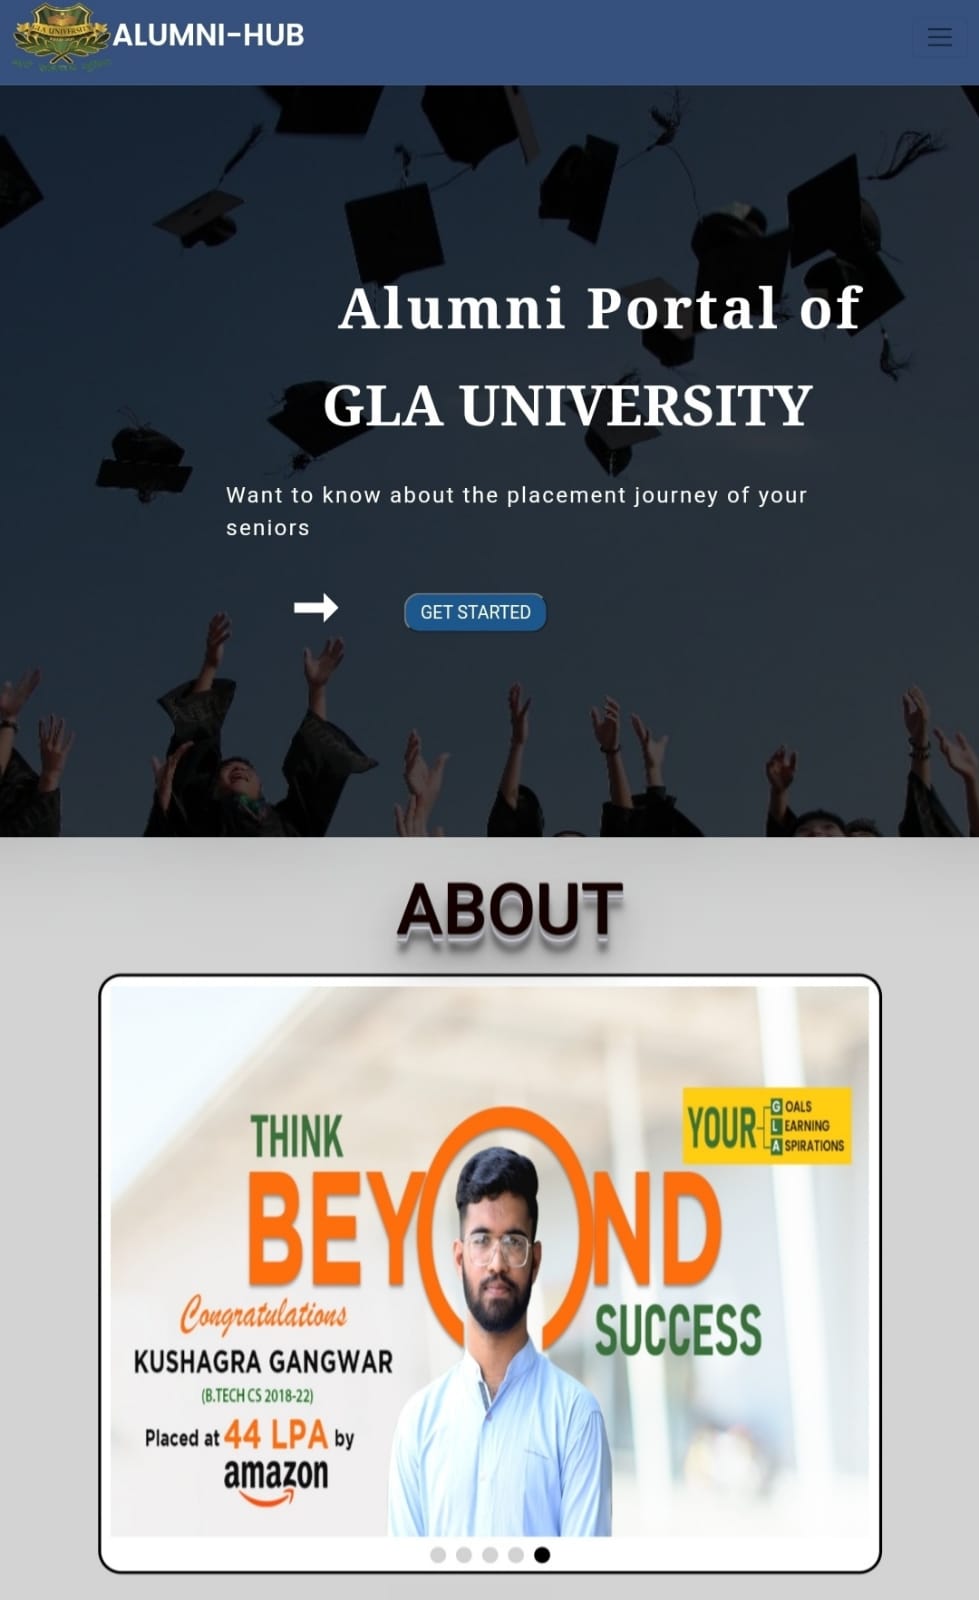 GLA UNIVERSITY
ALUMNI-HUB
Alumni Portal of
GLA UNIVERSITY
Want to know about the placement journey of your
seniors
GET STARTED
ABOUT
THINK
BEYOND
SUCCESS
YOUR
GOALS
LEARNING
ASPIRATIONS
Congratulations
KUSHAGRA GANGWAR
(B.TECH CS 2018-22)
Placed at 44 LPA by
amazon